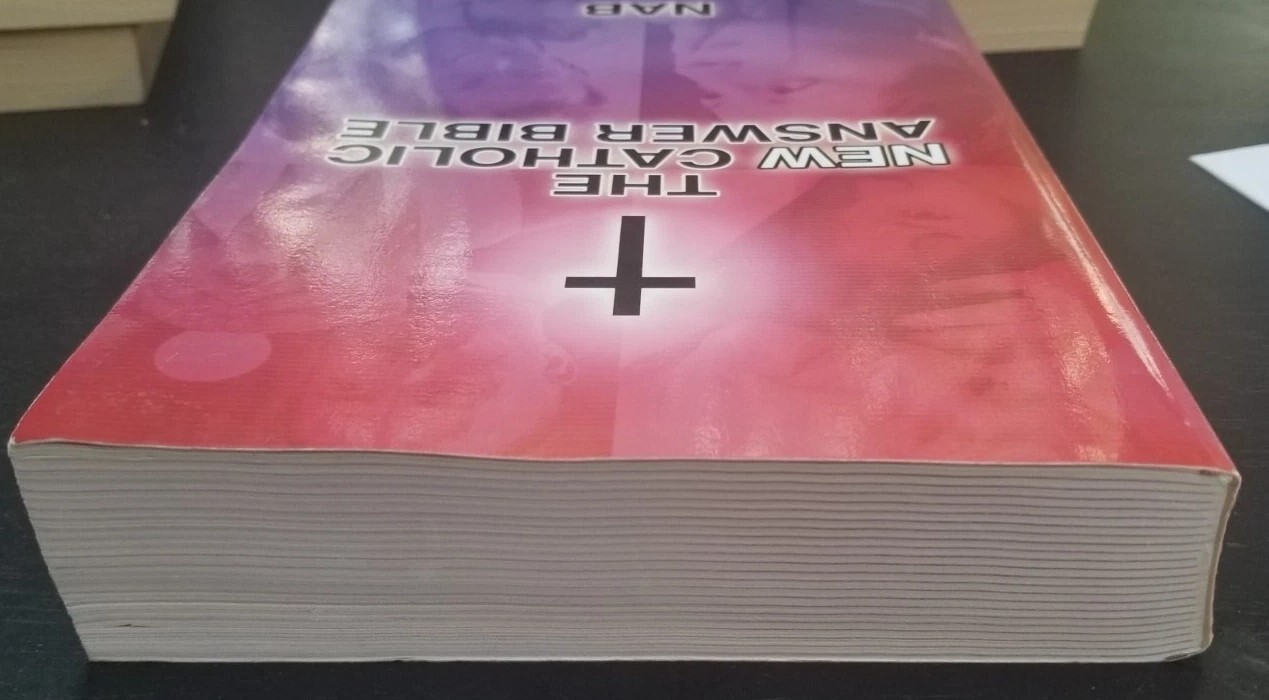 THE
NEW CATHOLIC
ANSWER BIBLE
NAB